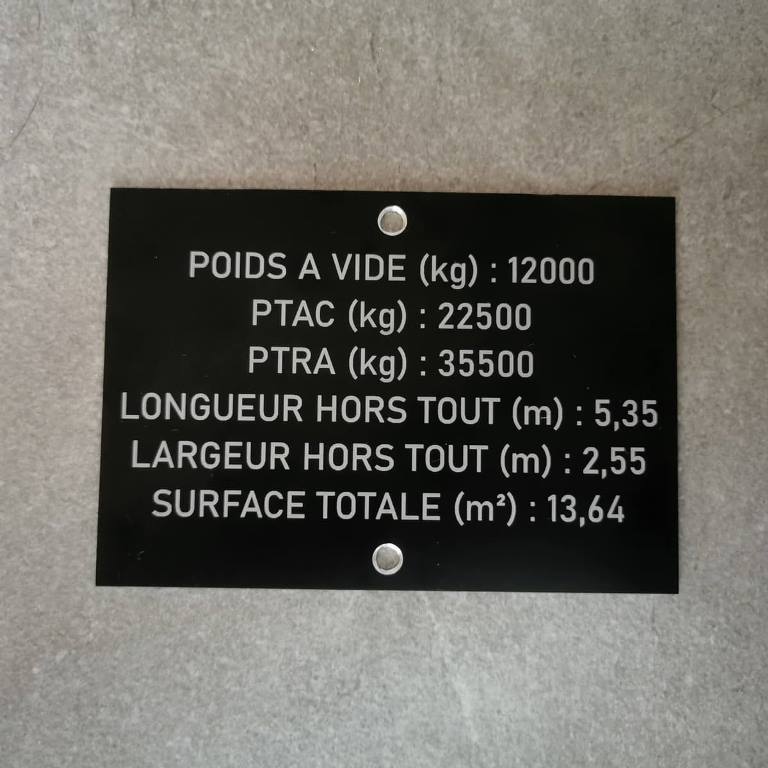 POIDS A VIDE (kg) : 12000
PTAC (kg) : 22500
PTRA (kg) : 35500
LONGUEUR HORS TOUT (m) : 5,35
LARGEUR HORS TOUT (m) : 2,55
SURFACE TOTALE (m²) : 13,64